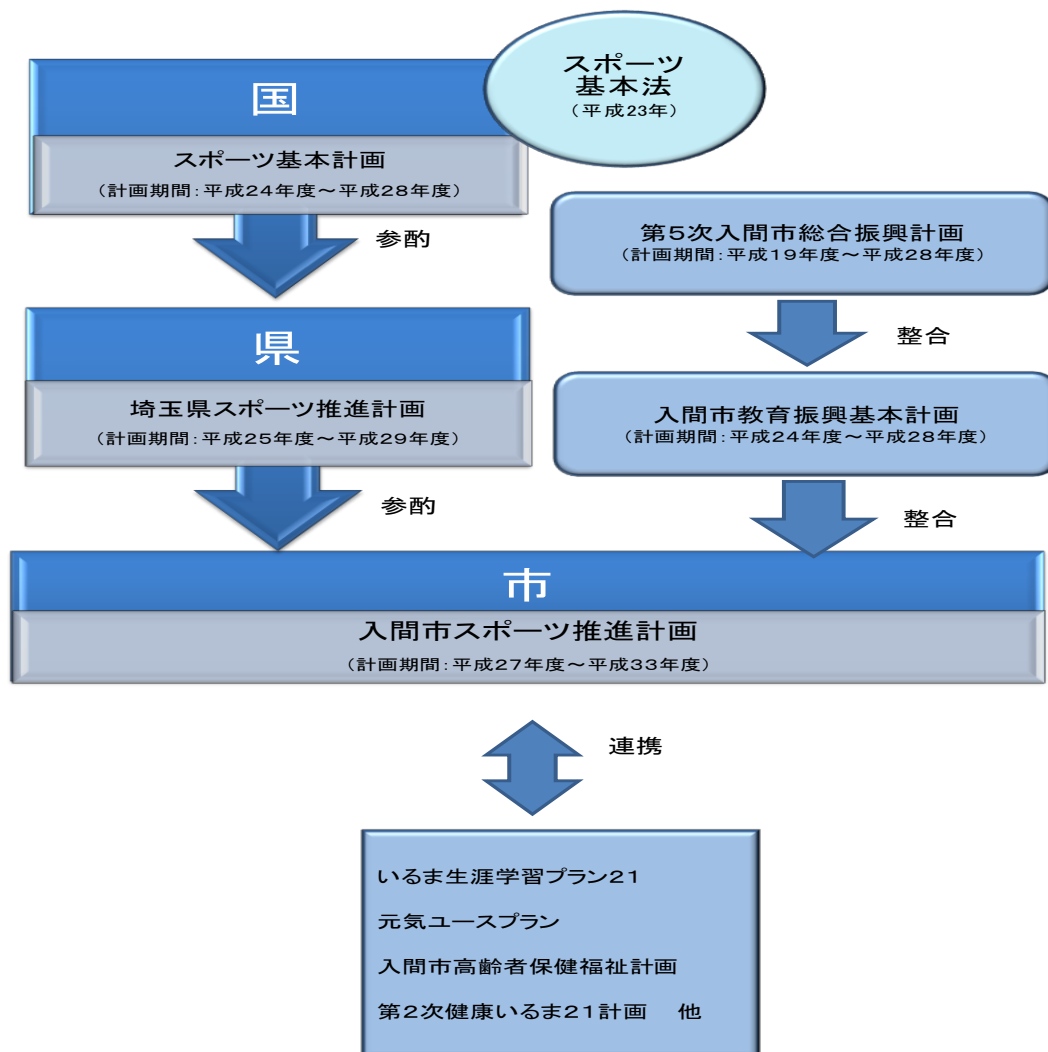 スポーツ
基本法
（平成23年）
国
スポーツ基本計画
（計画期間：平成24年度～平成28年度）
参酌
第5次入間市総合振興計画
（計画期間：平成19年度～平成28年度）
整合
県
埼玉県スポーツ推進計画
（計画期間：平成25年度～平成29年度）
入間市教育振興基本計画
（計画期間：平成24年度～平成28年度）
参酌
整合
市
入間市スポーツ推進計画
（計画期間：平成27年度～平成33年度）
連携
いるま生涯学習プラン21
元気ユースプラン
入間市高齢者保健福祉計画
第2次健康いるま21計画　他